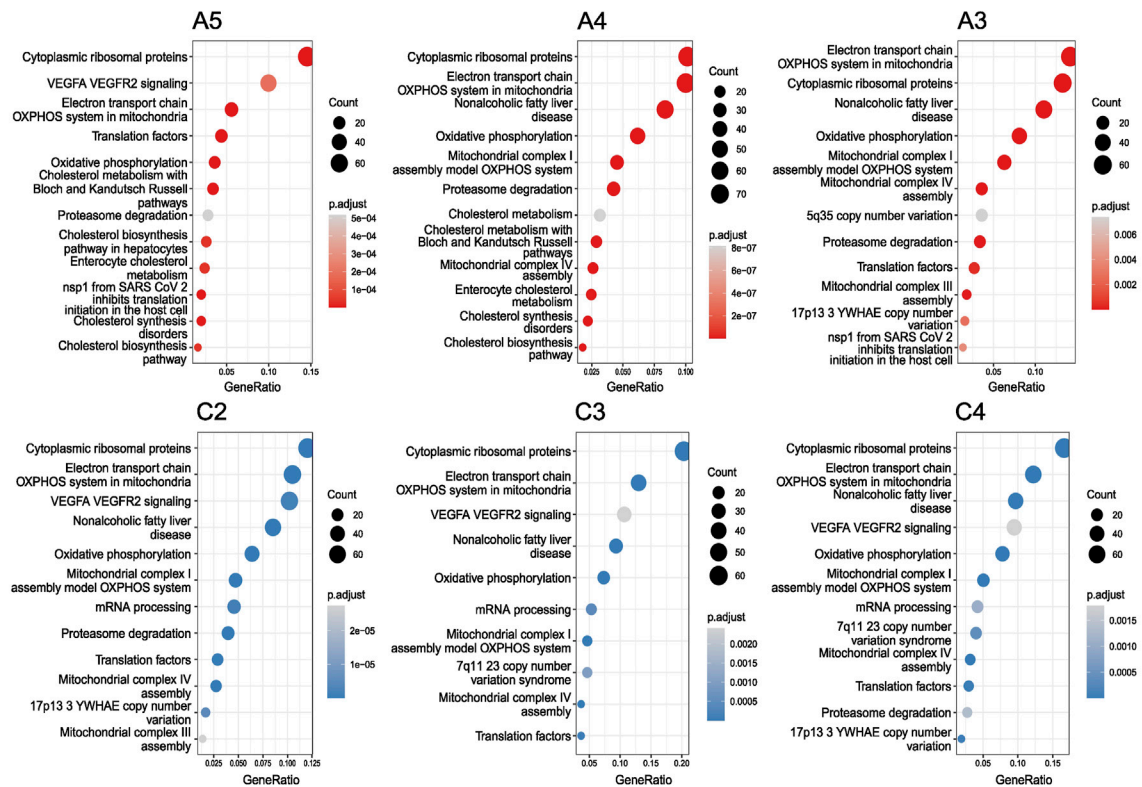 A5
Cytoplasmic ribosomal proteins
VEGFA VEGFR2 signaling
Electron transport chain
OXPHOS system in mitochondria
Translation factors
Oxidative phosphorylation
Cholesterol metabolism with
Bloch and Kandutsch Russell
pathways
Proteasome degradation
Cholesterol biosynthesis
pathway in hepatocytes
Enterocyte cholesterol
metabolism
nsp1 from SARS CoV 2
inhibits translation
initiation in the host cell
Cholesterol synthesis
disorders
Cholesterol biosynthesis
pathway
0.05 0.10 0.15
GeneRatio
Count
20
40
60
p.adjust
5e-04
4e-04
3e-04
2e-04
1e-04
A4
Cytoplasmic ribosomal proteins
Electron transport chain
OXPHOS system in mitochondria
Nonalcoholic fatty liver
disease
Oxidative phosphorylation
Mitochondrial complex I
assembly model OXPHOS system
Proteasome degradation
Cholesterol metabolism
Cholesterol metabolism with
Bloch and Kandutsch Russell
pathways
Mitochondrial complex IV
assembly
Enterocyte cholesterol
metabolism
Cholesterol synthesis
disorders
Cholesterol biosynthesis
pathway
0.025 0.050 0.075 0.100
GeneRatio
Count
20
30
40
50
60
70
p.adjust
8e-07
6e-07
4e-07
2e-07
A3
Electron transport chain
OXPHOS system in mitochondria
Cytoplasmic ribosomal proteins
Nonalcoholic fatty liver
disease
Oxidative phosphorylation
Mitochondrial complex I
assembly model OXPHOS system
Mitochondrial complex IV
assembly
5q35 copy number variation
Proteasome degradation
Translation factors
Mitochondrial complex III
assembly
17p13 3 YWHAE copy number
variation
nsp1 from SARS CoV 2
inhibits translation
initiation in the host cell
0.05 0.10
GeneRatio
Count
20
40
60
p.adjust
0.006
0.004
0.002
C2
Cytoplasmic ribosomal proteins
Electron transport chain
OXPHOS system in mitochondria
VEGFA VEGFR2 signaling
Nonalcoholic fatty liver
disease
Oxidative phosphorylation
Mitochondrial complex I
assembly model OXPHOS system
mRNA processing
Proteasome degradation
Translation factors
Mitochondrial complex IV
assembly
17p13 3 YWHAE copy number
variation
Mitochondrial complex III
assembly
0.025 0.050 0.075 0.100 0.125
GeneRatio
Count
20
40
60
p.adjust
2e-05
1e-05
C3
Cytoplasmic ribosomal proteins
Electron transport chain
OXPHOS system in mitochondria
VEGFA VEGFR2 signaling
Nonalcoholic fatty liver
disease
Oxidative phosphorylation
mRNA processing
Mitochondrial complex I
assembly model OXPHOS system
7q11 23 copy number
variation syndrome
Mitochondrial complex IV
assembly
Translation factors
0.05 0.10 0.15 0.20
GeneRatio
Count
20
30
40
50
60
p.adjust
0.0020
0.0015
0.0010
0.0005
C4
Cytoplasmic ribosomal proteins
Electron transport chain
OXPHOS system in mitochondria
Nonalcoholic fatty liver
disease
VEGFA VEGFR2 signaling
Oxidative phosphorylation
Mitochondrial complex I
assembly model OXPHOS system
mRNA processing
7q11 23 copy number
variation syndrome
Mitochondrial complex IV
assembly
Translation factors
Proteasome degradation
17p13 3 YWHAE copy number
variation
0.05 0.10 0.15
GeneRatio
Count
20
40
60
p.adjust
0.0015
0.0010
0.0005